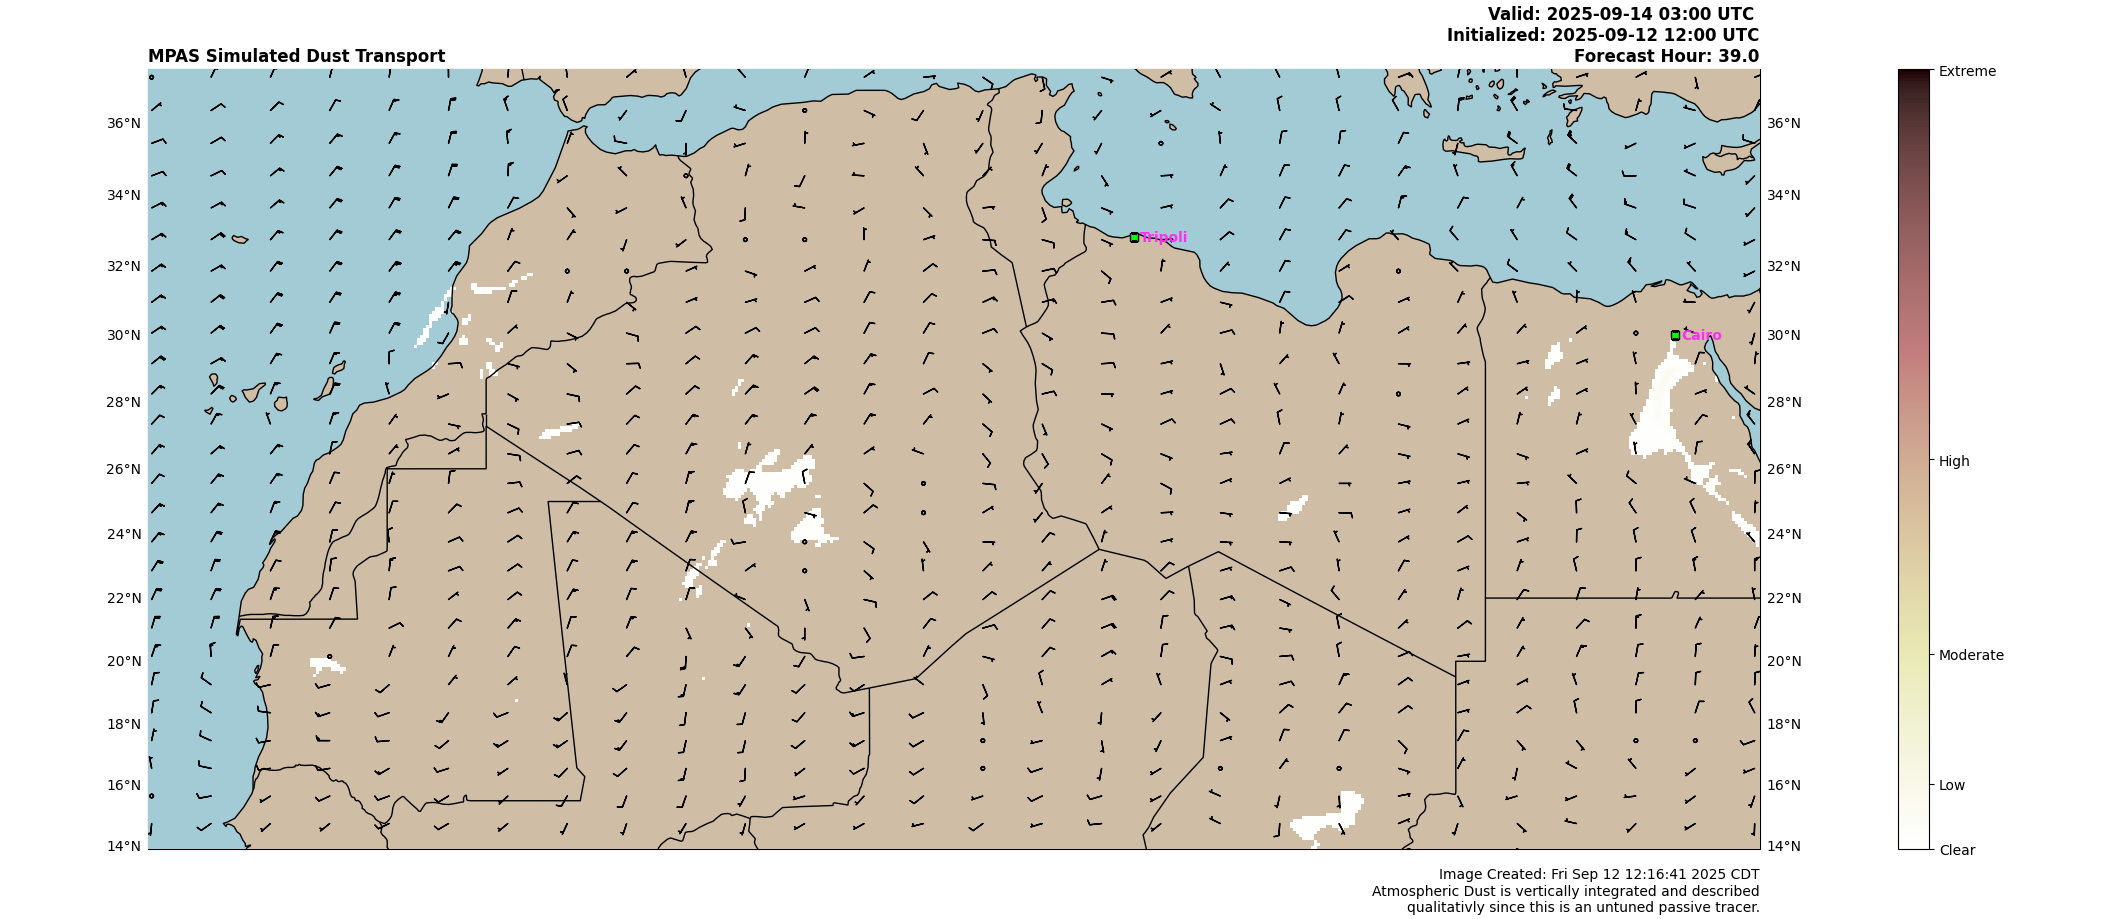 Valid: 2025-09-14 03:00 UTC
Initialized: 2025-09-12 12:00 UTC
MPAS Simulated Dust Transport
Forecast Hour: 39.0
Extreme
36°N
36°N
34°N
34°N
Tripoli
32°N
32°N
30°N
Cairo
30°N
28°N
28°N
26°N
26°N
High
24°N
24°N
22°N
22°N
20°N
20°N
Moderate
18°N
18°N
16°N
16°N
Low
14°N
14°N
Clear
Image Created: Fri Sep 12 12:16:41 2025 CDT
Atmospheric Dust is vertically integrated and described
qualitativly since this is an untuned passive tracer.